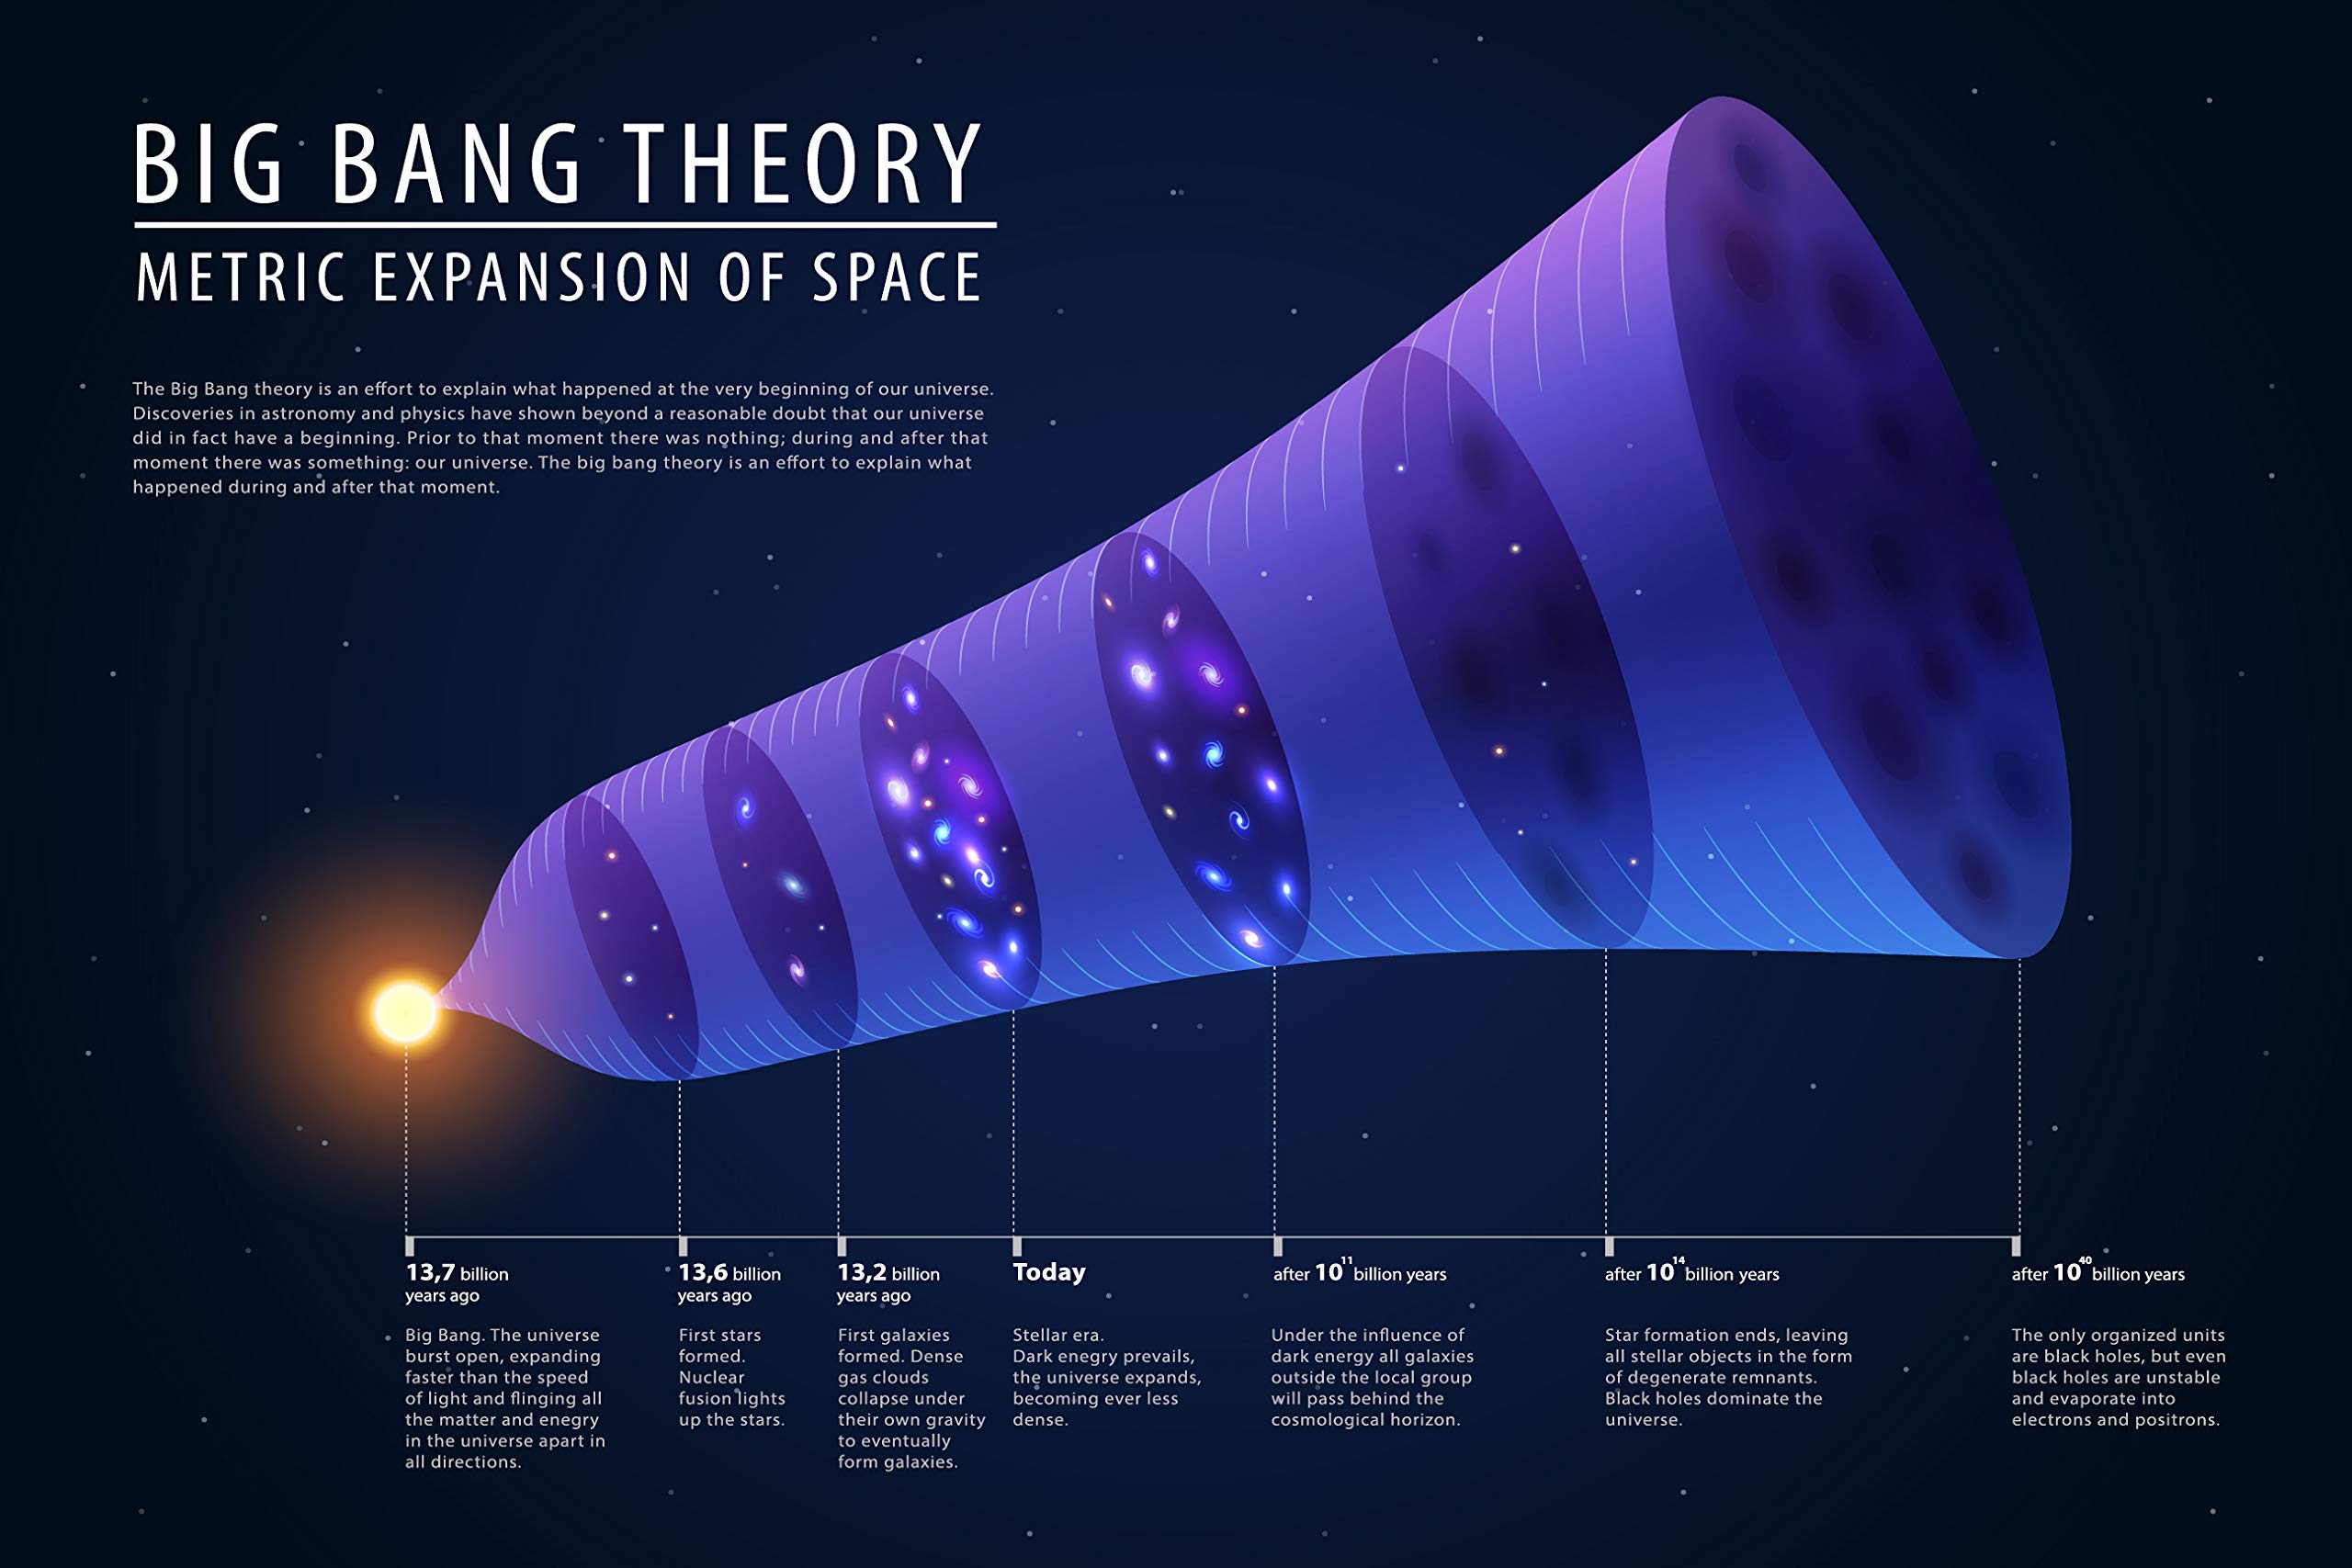 BIG BANG THEORY
METRIC EXPANSION OF SPACE
The Big Bang theory is an effort to explain what happened at the very beginning of our universe.
Discoveries in astronomy and physics have shown beyond a reasonable doubt that our universe
did in fact have a beginning. Prior to that moment there was nothing; during and after that
moment there was something: our universe. The big bang theory is an effort to explain what
happened during and after that moment.
13,7 billion
years ago
Big Bang. The universe
burst open, expanding
faster than the speed
of light and flinging all
the matter and enegry
in the universe apart in
all directions.
13,6 billion
years ago
First stars
formed.
Nuclear
fusion lights
up the stars.
13,2 billion
years ago
First galaxies
formed. Dense
gas clouds
collapse under
their own gravity
to eventually
form galaxies.
Today
Stellar era.
Dark enegry prevails,
the universe expands,
becoming ever less
dense.
after 10¹¹ billion years
Under the influence of
dark energy all galaxies
outside the local group
will pass behind the
cosmological horizon.
after 10¹⁴ billion years
Star formation ends, leaving
all stellar objects in the form
of degenerate remnants.
Black holes dominate the
universe.
after 10⁴⁰ billion years
The only organized units
are black holes, but even
black holes are unstable
and evaporate into
electrons and positrons.